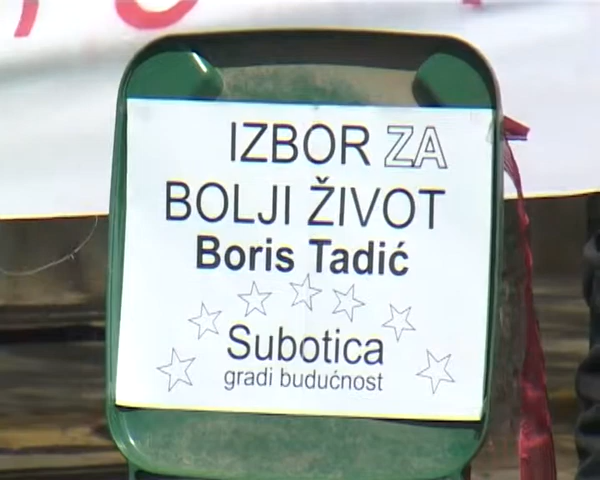 IZBOR ZA
BOLJI ŽIVOT
Boris Tadić
Subotica
gradi budućnost